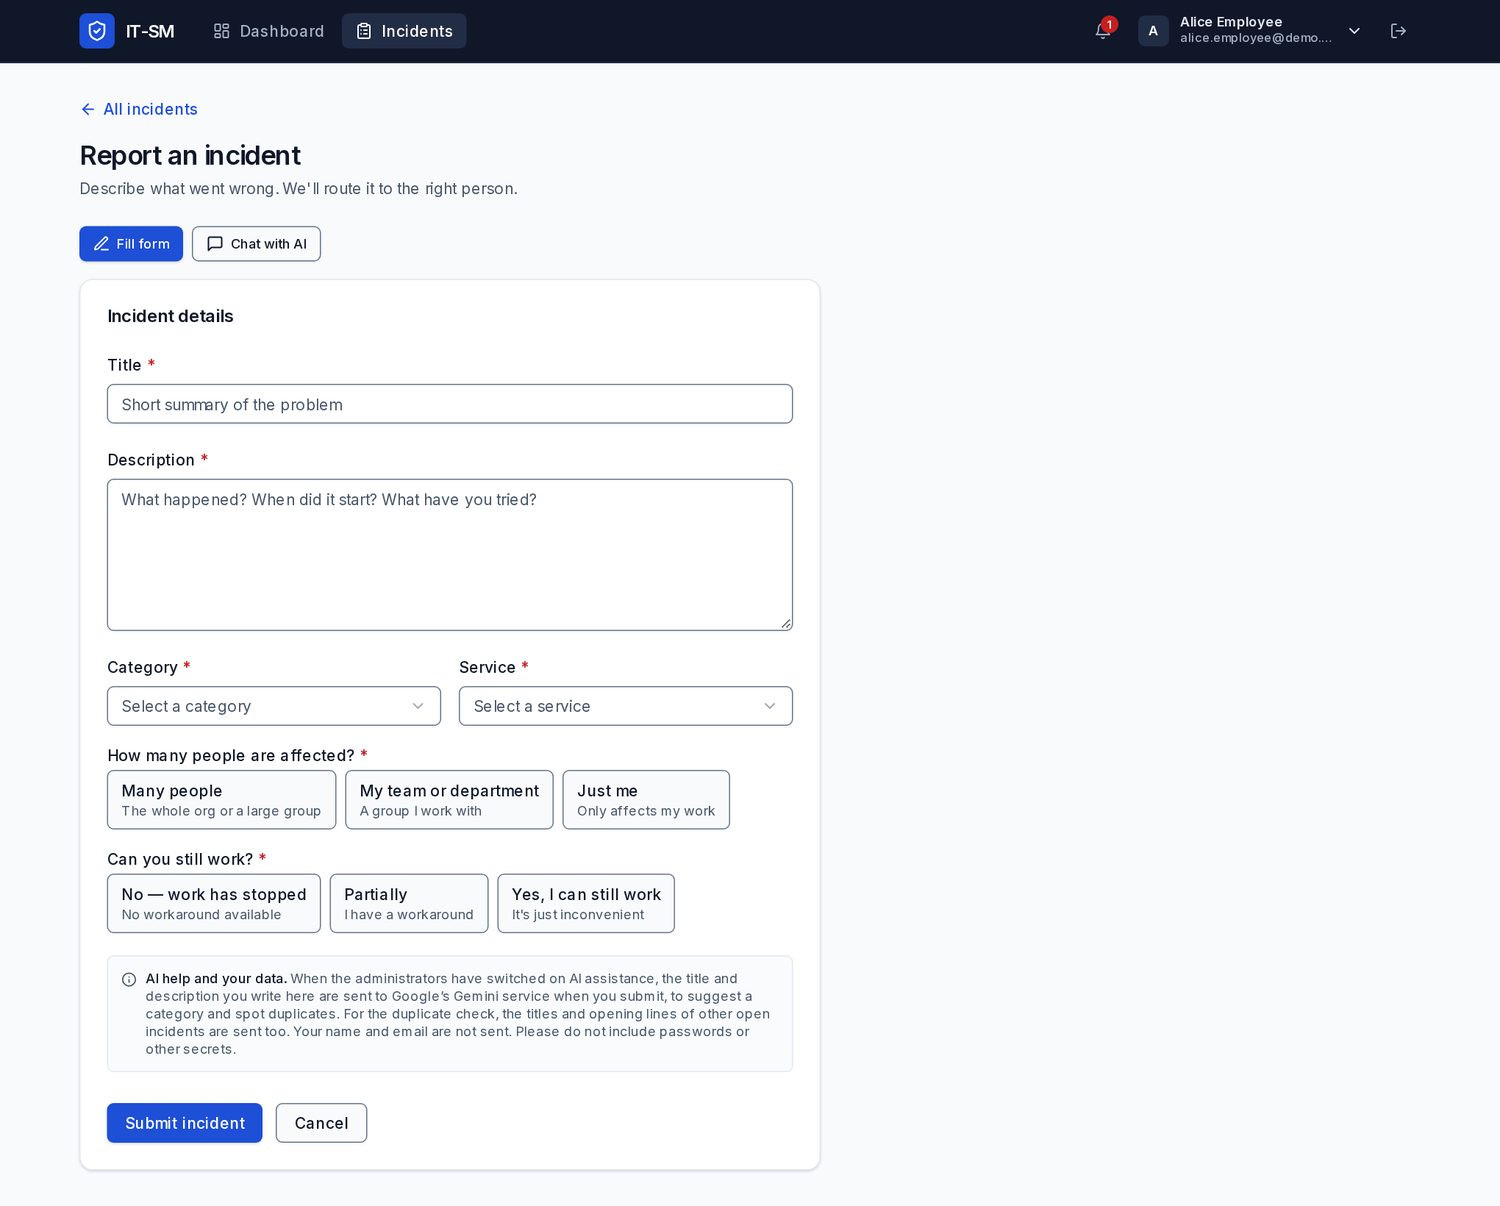 IT-SM
Dashboard
Incidents
1
A
Alice Employee
alice.employee@demo....
All incidents
Report an incident
Describe what went wrong. We'll route it to the right person.
Fill form
Chat with AI
Incident details
Title *
Short summary of the problem
Description *
What happened? When did it start? What have you tried?
Category *
Service *
Select a category
Select a service
How many people are affected? *
Many people
The whole org or a large group
My team or department
A group I work with
Just me
Only affects my work
Can you still work? *
No — work has stopped
No workaround available
Partially
I have a workaround
Yes, I can still work
It's just inconvenient
AI help and your data. When the administrators have switched on AI assistance, the title and
description you write here are sent to Google's Gemini service when you submit, to suggest a
category and spot duplicates. For the duplicate check, the titles and opening lines of other open
incidents are sent too. Your name and email are not sent. Please do not include passwords or
other secrets.
Submit incident
Cancel